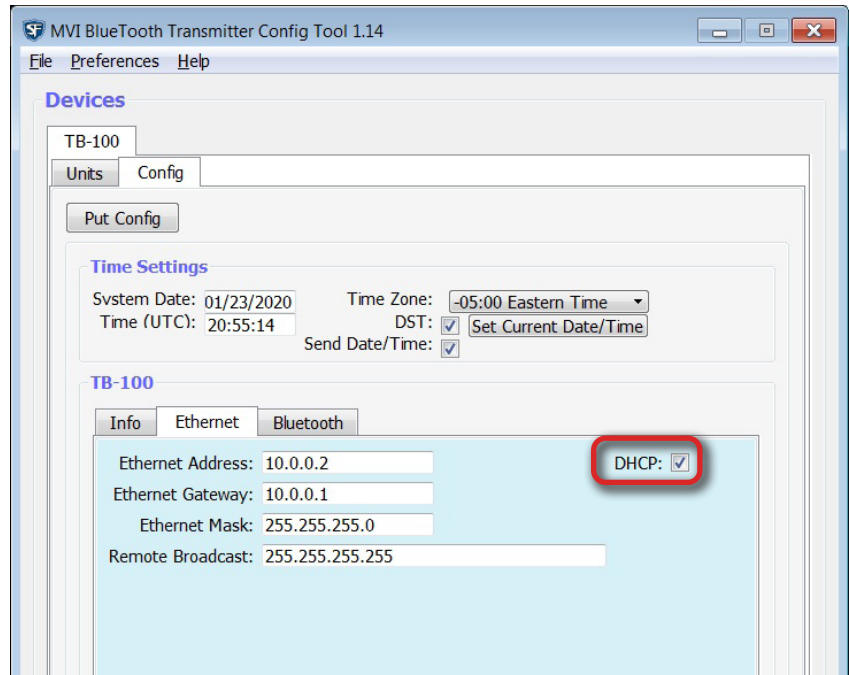 SF MVI BlueTooth Transmitter Config Tool 1.14
File Preferences Help
Devices
TB-100
Units Config
Put Config
Time Settings
System Date: 01/23/2020 Time Zone: -05:00 Eastern Time
Time (UTC): 20:55:14 DST: Set Current Date/Time
Send Date/Time:
TB-100
Info Ethernet Bluetooth
Ethernet Address: 10.0.0.2 DHCP:
Ethernet Gateway: 10.0.0.1
Ethernet Mask: 255.255.255.0
Remote Broadcast: 255.255.255.255